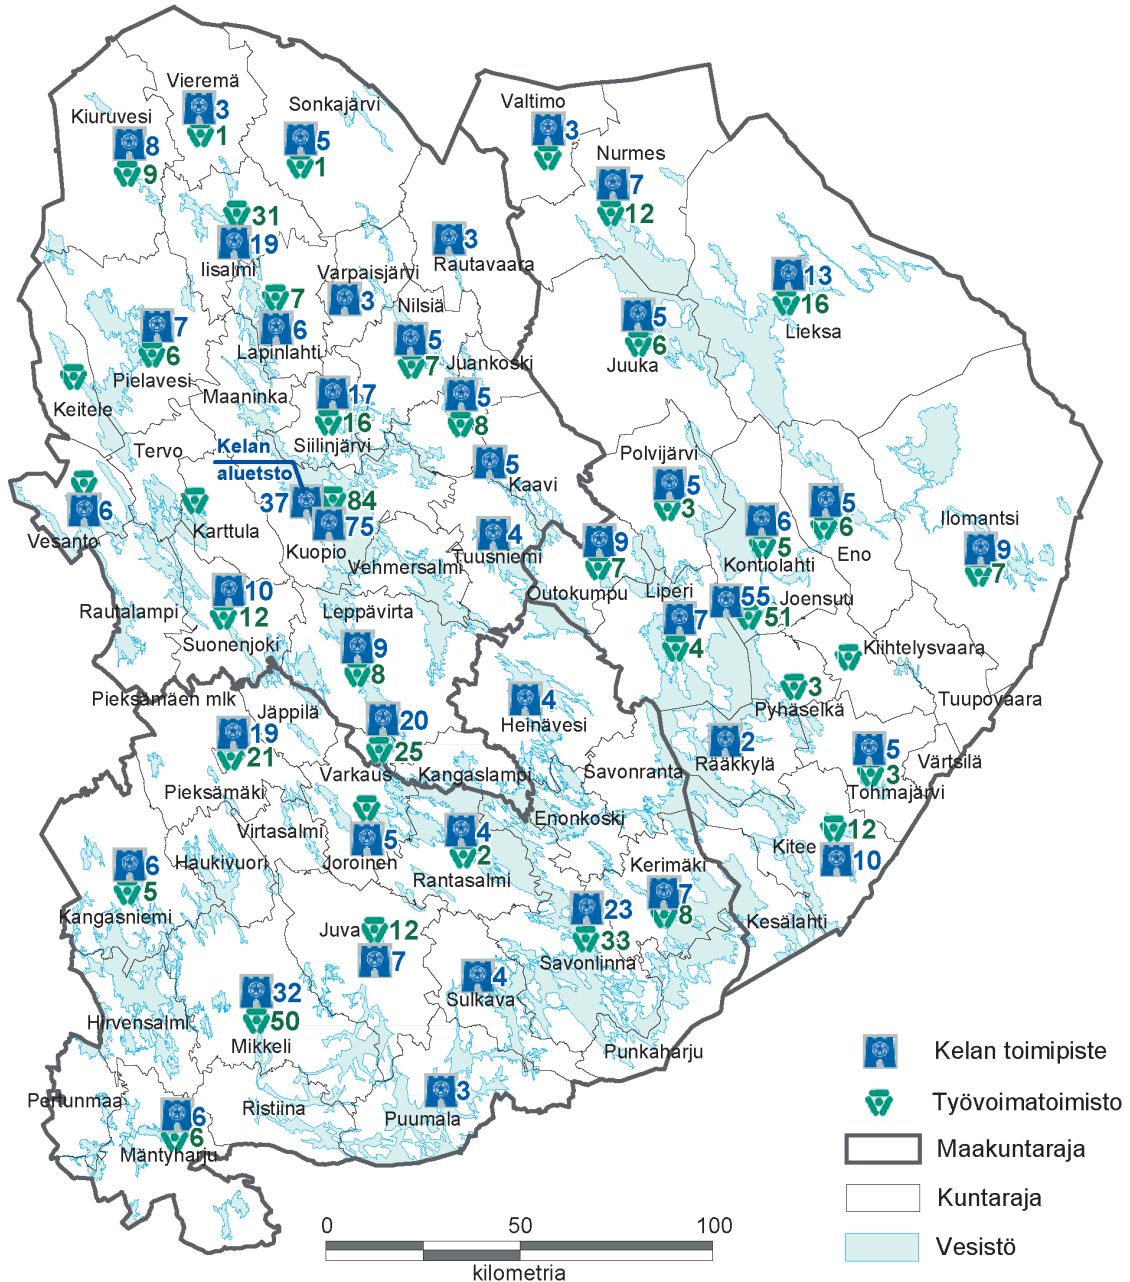 Vieremä
3
1
Kiuruvesi
8
9
Sonkajärvi
5
1
Valtimo
3
Nurmes
7
12
31
19
Iisalmi
3
Rautavaara
Varpaisjärvi
3
7
6
Lapinlahti
Nilsiä
5
7
13
16
Lieksa
7
6
Pielavesi
5
6
Juuka
Keitele
Maaninka
17
16
Siilinjärvi
Juankoski
5
8
Tervo
Kelan
aluetsto
37
84
75
Kuopio
5
Kaavi
Polvijärvi
5
3
6
Vesanto
Karttula
4
Tuusniemi
Vehmersalmi
9
7
Outokumpu
6
5
Kontiolahti
5
6
Eno
Ilomantsi
9
7
Rautalampi
10
12
Suonenjoki
Leppävirta
9
8
Liperi
7
4
55
51
Joensuu
Kiihtelysvaara
3
Pyhäselkä
Tuupovaara
Pieksämäen mlk
Jäppilä
19
21
Pieksämäki
20
25
Varkaus
4
Heinävesi
Kangaslampi
Savonranta
2
Rääkkylä
5
3
Tohmajärvi
Värtsilä
Virtasalmi
5
Joroinen
4
2
Rantasalmi
Enonkoski
12
Kitee
10
6
5
Kangasniemi
Haukivuori
Kerimäki
7
8
23
33
Savonlinna
Kesälahti
Juva
12
7
32
50
Mikkeli
4
Sulkava
Hirvensalmi
Punkaharju
Pertunmaa
6
6
Mäntyharju
Ristiina
3
Puumala
Kelan toimipiste
Työvoimatoimisto
Maakuntaraja
Kuntaraja
Vesistö
0
50
100
kilometria